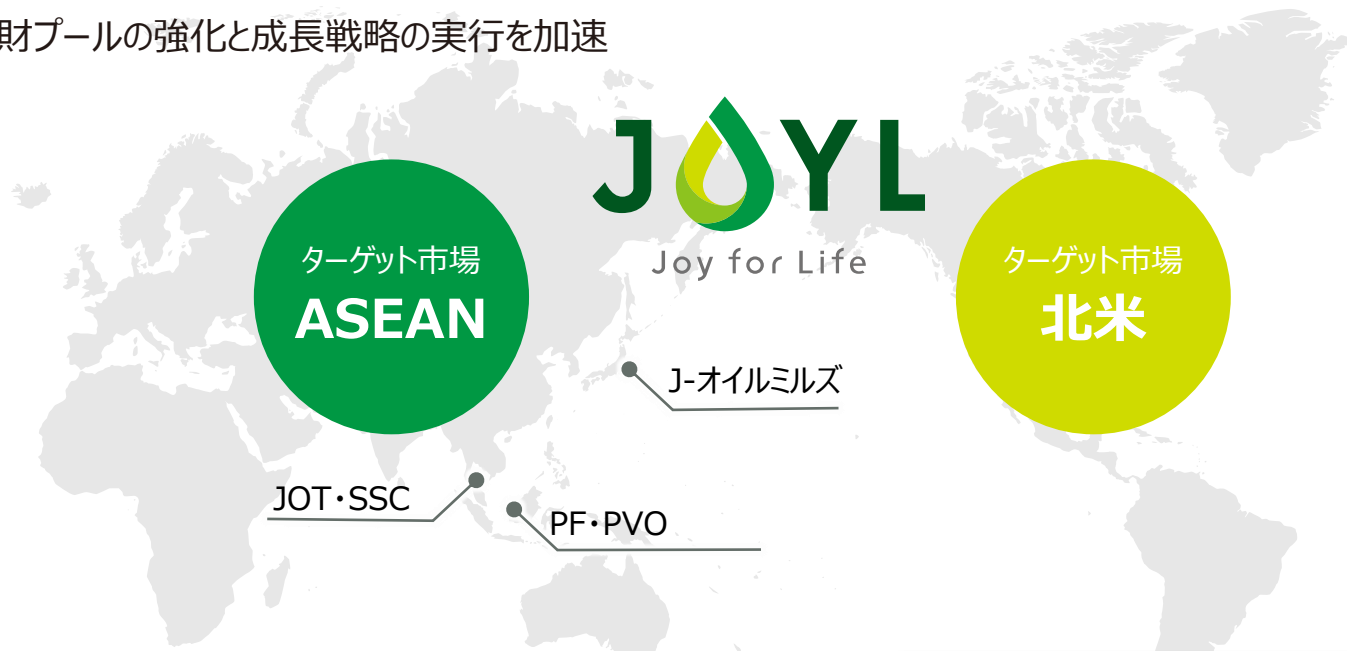 財プールの強化と成長戦略の実行を加速
JOYL
Joy for Life
ターゲット市場
ASEAN
ターゲット市場
北米
J-オイルミルズ
JOT・SSC
PF・PVO